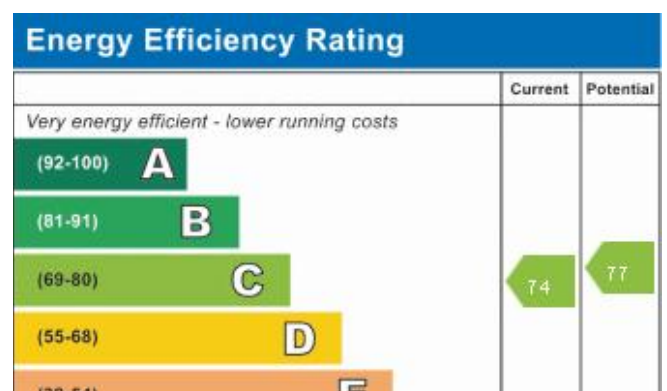 Energy Efficiency Rating
Current Potential
Very energy efficient - lower running costs
(92-100) A
(81-91) B
(69-80) C 74 77
(55-68) D